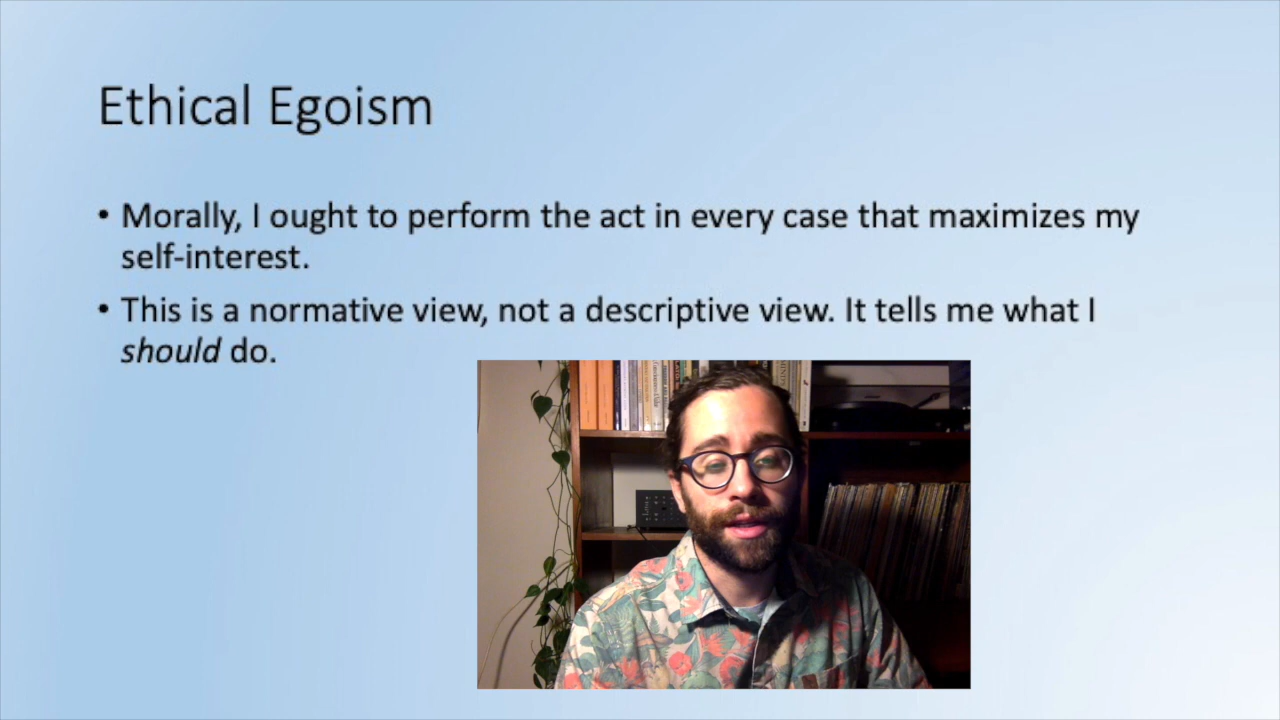 Ethical Egoism
• Morally, I ought to perform the act in every case that maximizes my
self-interest.
• This is a normative view, not a descriptive view. It tells me what I
should do.